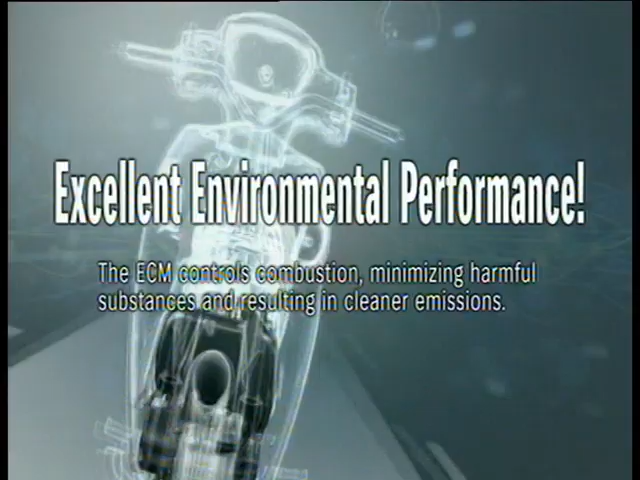 Excellent Environmental Performance!
The ECM controls combustion, minimizing harmful
substances and resulting in cleaner emissions.